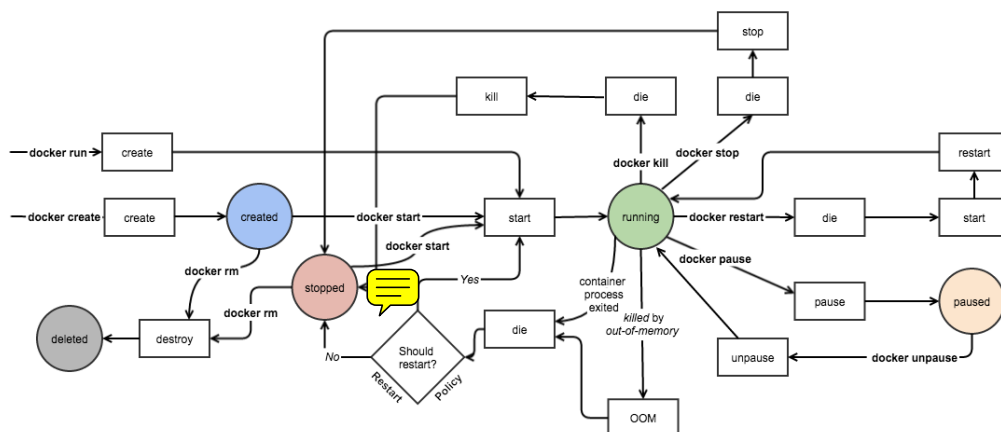 stop
kill
die
die
docker run
create
docker kill
docker stop
restart
docker create
create
created
docker start
start
running
docker restart
die
start
docker start
docker rm
docker pause
stopped
Yes
container
process
exited
pause
paused
docker rm
killed by
out-of-memory
deleted
destroy
No
Should
restart?
Restart
Policy
die
unpause
docker unpause
OOM